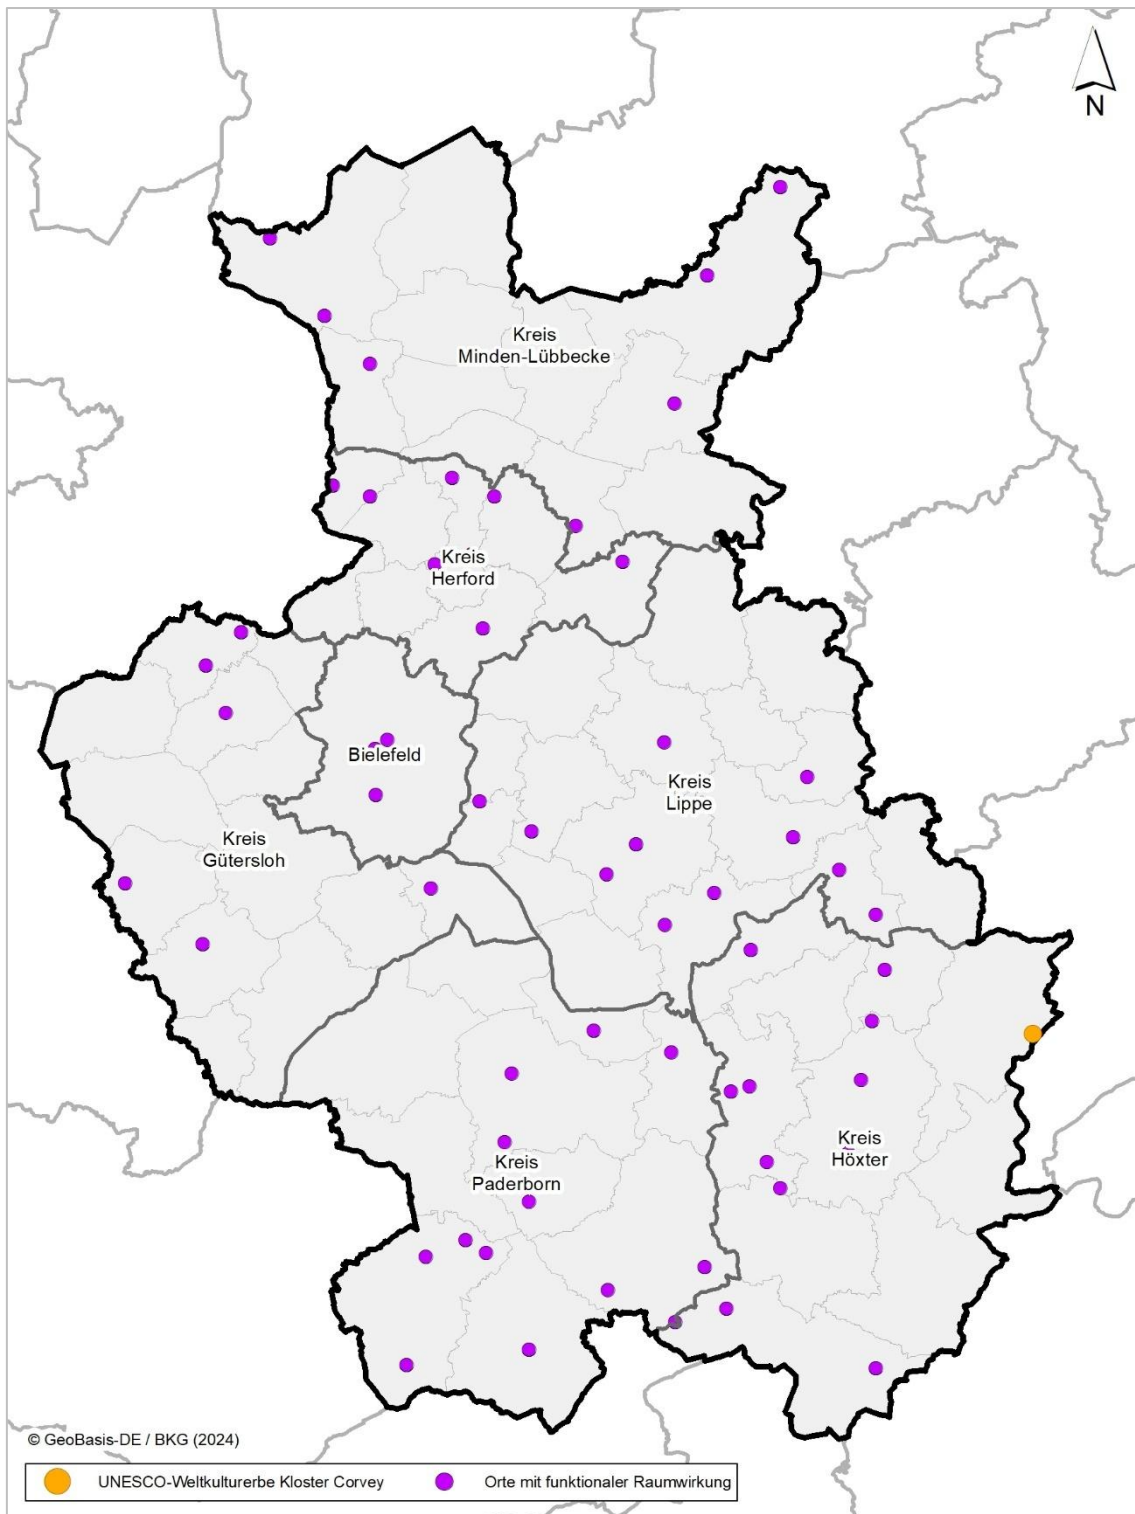 N
Kreis
Minden-Lübbecke
Kreis
Herford
Bielefeld
Kreis
Lippe
Kreis
Gütersloh
Kreis
Höxter
Kreis
Paderborn
© GeoBasis-DE / BKG (2024)
UNESCO-Weltkulturerbe Kloster Corvey
Orte mit funktionaler Raumwirkung